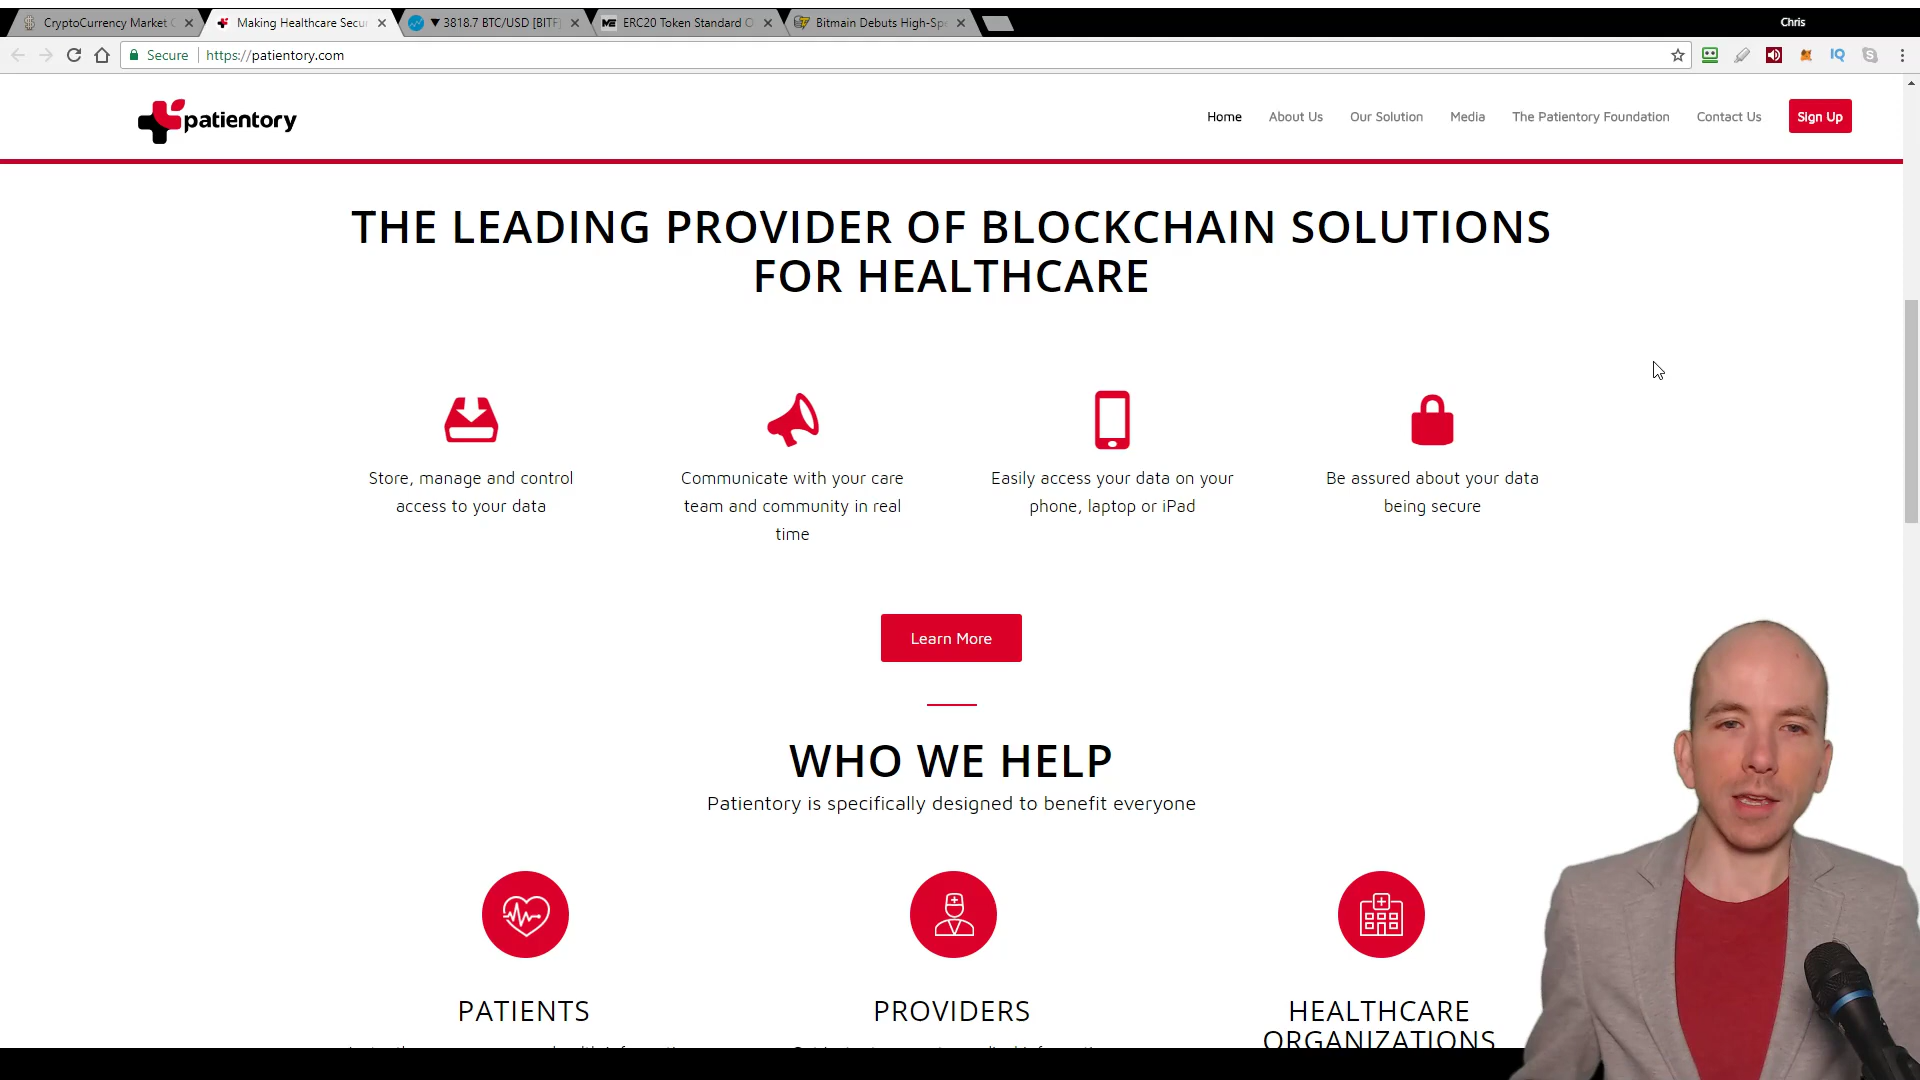 CryptoCurrency Market
Making Healthcare Secu
▼ 3818.7 BTC/USD [BITF
ERC20 Token Standard O
Bitmain Debuts High-Spe
Chris
Secure
https://patientory.com
IQ
patientory
Home
About Us
Our Solution
Media
The Patientory Foundation
Contact Us
Sign Up
THE LEADING PROVIDER OF BLOCKCHAIN SOLUTIONS
FOR HEALTHCARE
Store, manage and control
access to your data
Communicate with your care
team and community in real
time
Easily access your data on your
phone, laptop or iPad
Be assured about your data
being secure
Learn More
WHO WE HELP
Patientory is specifically designed to benefit everyone
PATIENTS
PROVIDERS
HEALTHCARE
ORGANIZATIONS